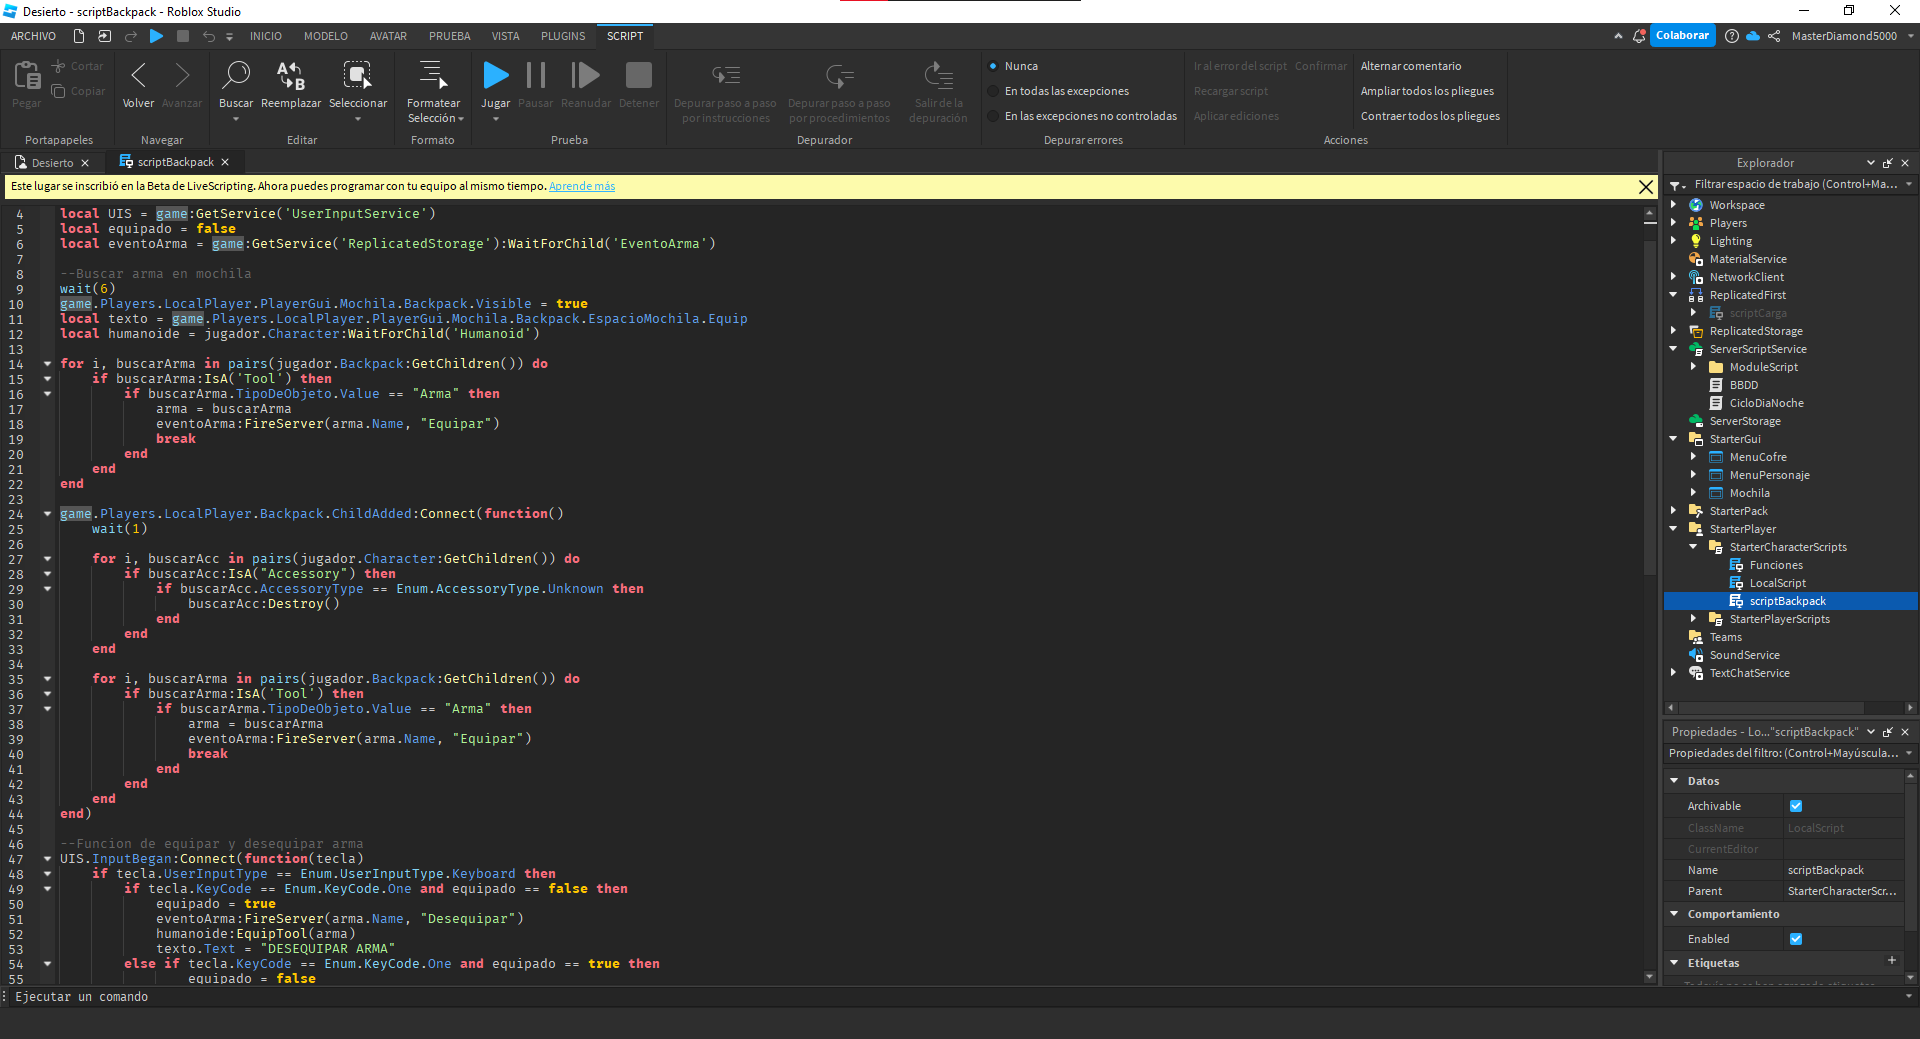 Desierto - scriptBackpack - Roblox Studio
ARCHIVO
INICIO
MODELO
AVATAR
PRUEBA
VISTA
PLUGINS
SCRIPT
Colaborar
MasterDiamond5000
Pegar
Cortar
Copiar
Portapapeles
Volver
Avanzar
Navegar
Buscar
Reemplazar
Seleccionar
Editar
Formatear
Selección
Formato
Jugar
Pausar
Reanudar
Detener
Prueba
Depurar paso a paso
por instrucciones
Depurar paso a paso
por procedimientos
Salir de la
depuración
Depurador
Nunca
En todas las excepciones
En las excepciones no controladas
Depurar errores
Ir al error del script
Confirmar
Recargar script
Aplicar ediciones
Alternar comentario
Ampliar todos los pliegues
Contraer todos los pliegues
Acciones
Desierto
scriptBackpack
Este lugar se inscribió en la Beta de LiveScripting. Ahora puedes programar con tu equipo al mismo tiempo. Aprende más
4 local UIS = game:GetService('UserInputService')
5 local equipado = false
6 local eventoArma = game:GetService('ReplicatedStorage'):WaitForChild('EventoArma')
7
8 --Buscar arma en mochila
9 wait(6)
10 game.Players.LocalPlayer.PlayerGui.Mochila.Backpack.Visible = true
11 local texto = game.Players.LocalPlayer.PlayerGui.Mochila.Backpack.EspacioMochila.Equip
12 local humanoide = jugador.Character:WaitForChild('Humanoid')
13
14 for i, buscarArma in pairs(jugador.Backpack:GetChildren()) do
15 if buscarArma:IsA('Tool') then
16 if buscarArma.TipoDeObjeto.Value == "Arma" then
17 arma = buscarArma
18 eventoArma:FireServer(arma.Name, "Equipar")
19 break
20 end
21 end
22 end
23
24 game.Players.LocalPlayer.Backpack.ChildAdded:Connect(function()
25 wait(1)
26
27 for i, buscarAcc in pairs(jugador.Character:GetChildren()) do
28 if buscarAcc:IsA("Accessory") then
29 if buscarAcc.AccessoryType == Enum.AccessoryType.Unknown then
30 buscarAcc:Destroy()
31 end
32 end
33 end
34
35 for i, buscarArma in pairs(jugador.Backpack:GetChildren()) do
36 if buscarArma:IsA('Tool') then
37 if buscarArma.TipoDeObjeto.Value == "Arma" then
38 arma = buscarArma
39 eventoArma:FireServer(arma.Name, "Equipar")
40 break
41 end
42 end
43 end
44 end)
45
46 --Funcion de equipar y desequipar arma
47 UIS.InputBegan:Connect(function(tecla)
48 if tecla.UserInputType == Enum.UserInputType.Keyboard then
49 if tecla.KeyCode == Enum.KeyCode.One and equipado == false then
50 equipado = true
51 eventoArma:FireServer(arma.Name, "Desequipar")
52 humanoide:EquipTool(arma)
53 texto.Text = "DESEQUIPAR ARMA"
54 else if tecla.KeyCode == Enum.KeyCode.One and equipado == true then
55 equipado = false
Ejecutar un comando
Explorador
Filtrar espacio de trabajo (Control+Ma...
Workspace
Players
Lighting
MaterialService
NetworkClient
ReplicatedFirst
scriptCarga
ReplicatedStorage
ServerScriptService
ModuleScript
BBDD
CicloDiaNoche
ServerStorage
StarterGui
MenuCofre
MenuPersonaje
Mochila
StarterPack
StarterPlayer
StarterCharacterScripts
Funciones
LocalScript
scriptBackpack
StarterPlayerScripts
Teams
SoundService
TextChatService
Propiedades - Lo..."scriptBackpack"
Propiedades del filtro: (Control+Mayúscula...
Datos
Archivable
ClassName LocalScript
CurrentEditor
Name scriptBackpack
Parent StarterCharacterScr...
Comportamiento
Enabled
Etiquetas